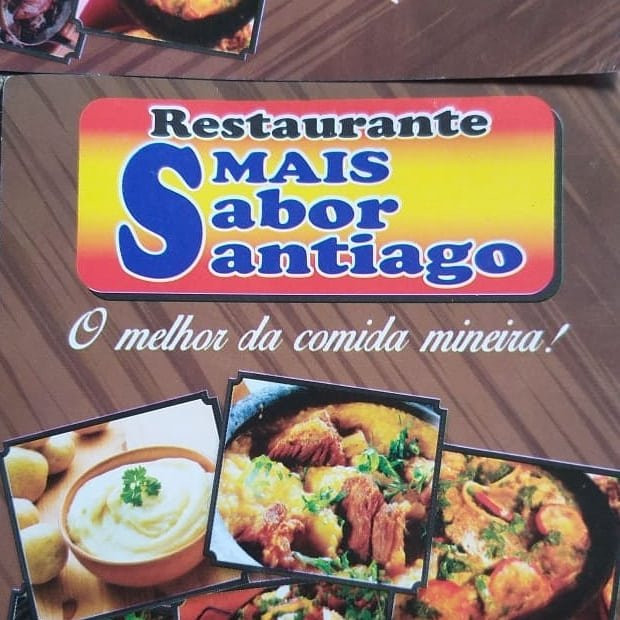 Restaurante
MAIS
Sabor
Santiago
O melhor da comida mineira!